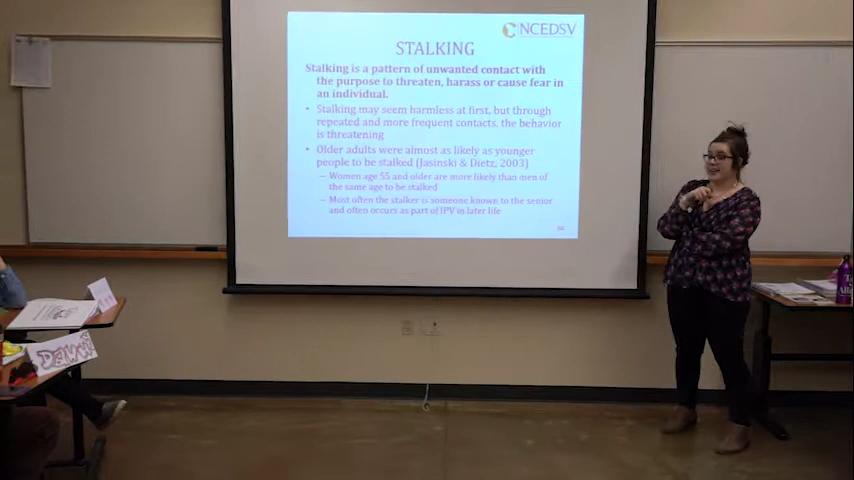 NCEDSV
STALKING
Stalking is a pattern of unwanted contact with
the purpose to threaten, harass or cause fear in
an individual.
• Stalking may seem harmless at first, but through
repeated and more frequent contacts, the behavior
is threatening
• Older adults were almost as likely as younger
people to be stalked (Jasinski & Dietz, 2003)
– Women age 55 and older are more likely than men of
the same age to be stalked
– Most often the stalker is someone known to the senior
and often occurs as part of IPV in later life